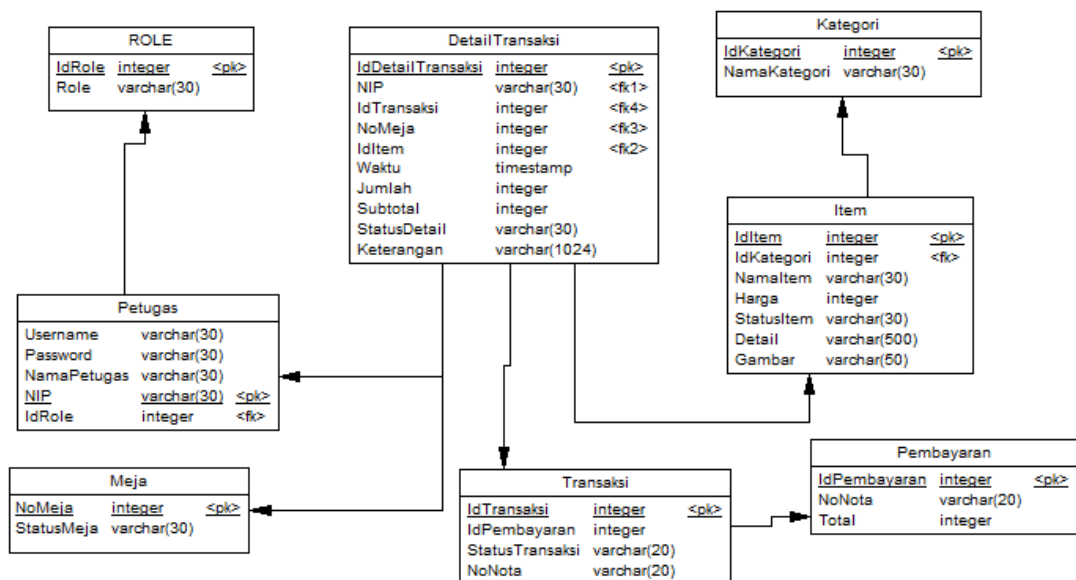 ROLE
IdRole integer <pk>
Role varchar(30)
DetailTransaksi
IdDetailTransaksi integer <pk>
NIP varchar(30) <fk1>
IdTransaksi integer <fk4>
NoMeja integer <fk3>
IdItem integer <fk2>
Waktu timestamp
Jumlah integer
Subtotal integer
StatusDetail varchar(30)
Keterangan varchar(1024)
Kategori
IdKategori integer <pk>
NamaKategori varchar(30)
Item
IdItem integer <pk>
IdKategori integer <fk>
NamaItem varchar(30)
Harga integer
StatusItem varchar(30)
Detail varchar(500)
Gambar varchar(50)
Petugas
Username varchar(30)
Password varchar(30)
NamaPetugas varchar(30)
NIP varchar(30) <pk>
IdRole integer <fk>
Meja
NoMeja integer <pk>
StatusMeja varchar(30)
Transaksi
IdTransaksi integer <pk>
IdPembayaran integer
StatusTransaksi varchar(20)
NoNota varchar(20)
Pembayaran
IdPembayaran integer <pk>
NoNota varchar(20)
Total integer